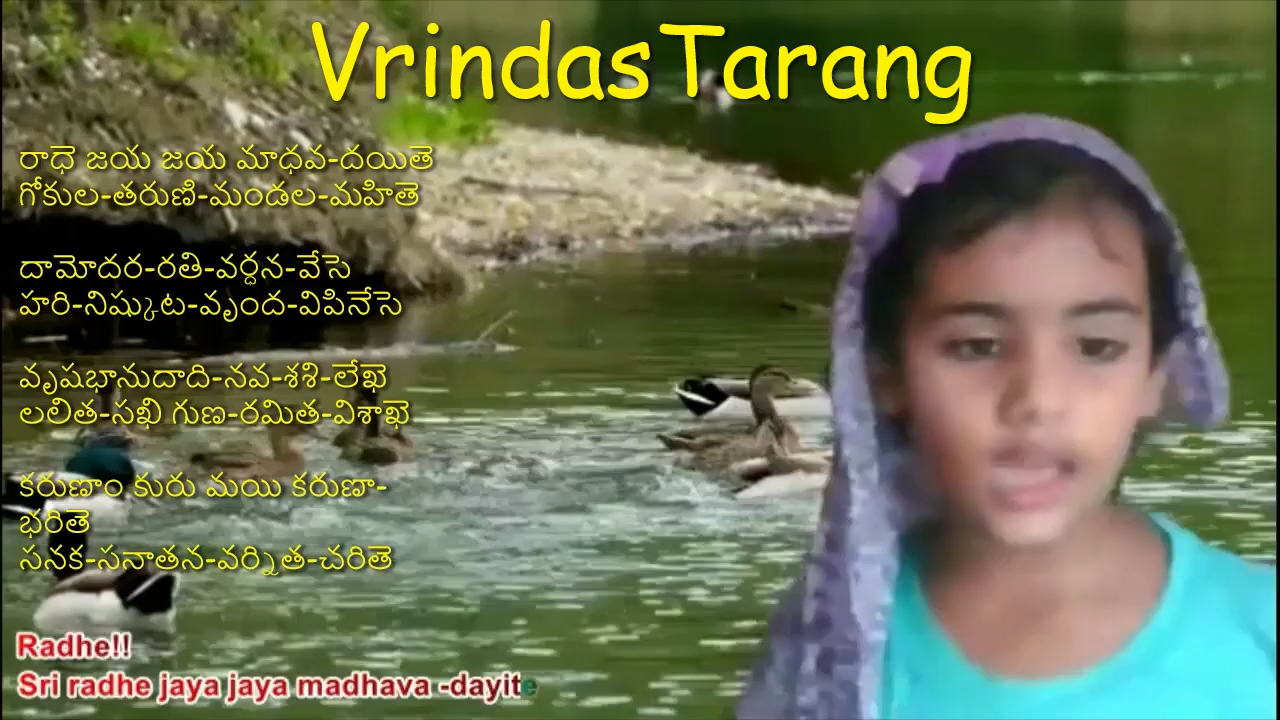 VrindasTarang
రాధె జయ జయ మాధవ-దయితె
గోకుల-తరుణి-మండల-మహితె
దామోదర-రతి-వర్ధన-వేసె
హరి-నిష్కుట-వృంద-విపినేసె
వృషభానుదాది-నవ-శశి-లేఖె
లలిత-సఖి గుణ-రమిత-విశాఖె
కరుణాం కురు మయి కరుణా-
భరితె
సనక-సనాతన-వర్నిత-చరితె
Radhe!!
Sri radhe jaya jaya madhava -dayite